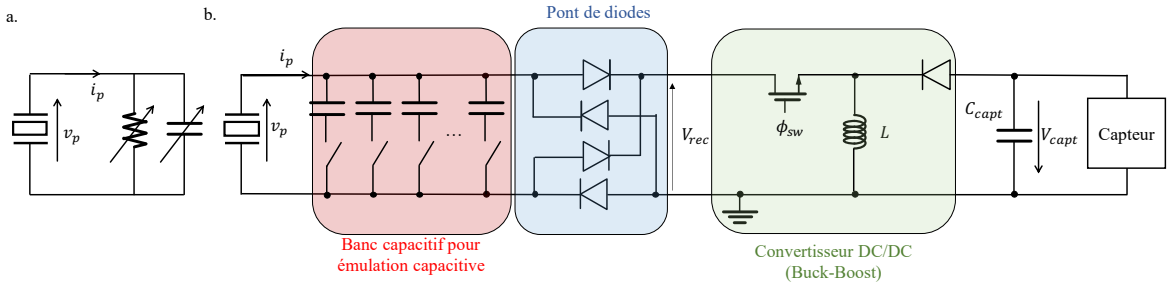 a.
b.
Pont de diodes
i_p
v_p
i_p
v_p
...
V_rec
ϕ_sw
L
C_capt
V_capt
Capteur
Banc capacitif pour
émulation capacitive
Convertisseur DC/DC
(Buck-Boost)